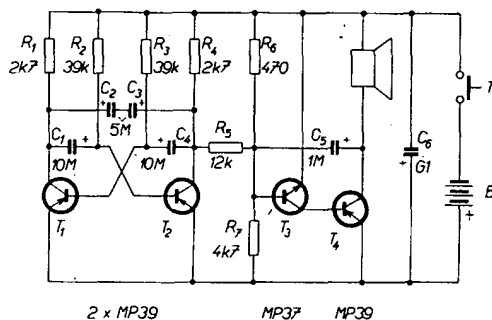 R1
2k7
R2
39k
R3
39k
R4
2k7
R6
470
C2
C3
+
+
5M
C1
+
10M
C4
+
10M
R5
12k
C5
+
1M
C6
+
G1
T1
B
+
T1
T2
R7
4k7
T3
T4
2 x MP39
MP37
MP39